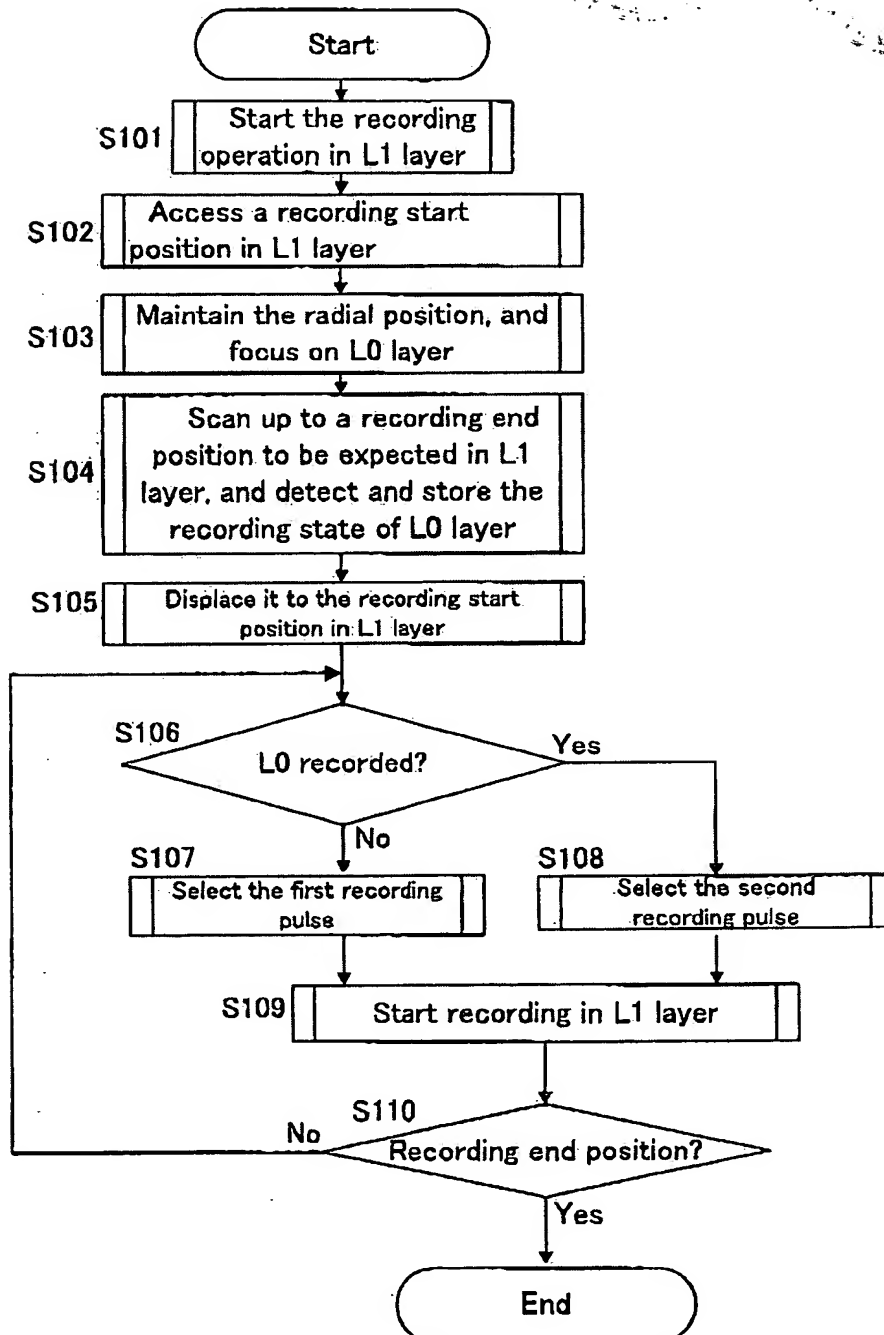 Start
S101
Start the recording
operation in L1 layer
S102
Access a recording start
position in L1 layer
S103
Maintain the radial position, and
focus on L0 layer
S104
Scan up to a recording end
position to be expected in L1
layer, and detect and store the
recording state of L0 layer
S105
Displace it to the recording start
position in L1 layer
S106
L0 recorded?
Yes
No
S107
Select the first recording
pulse
S108
Select the second
recording pulse
S109
Start recording in L1 layer
S110
No
Recording end position?
Yes
End